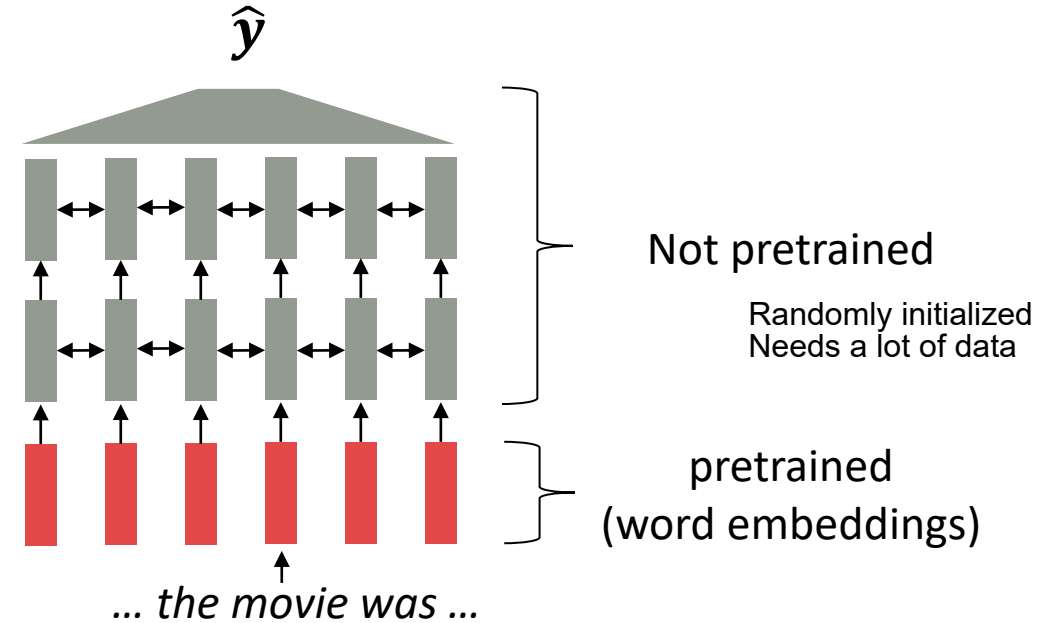 ŷ
Not pretrained
Randomly initialized
Needs a lot of data
pretrained
(word embeddings)
... the movie was ...